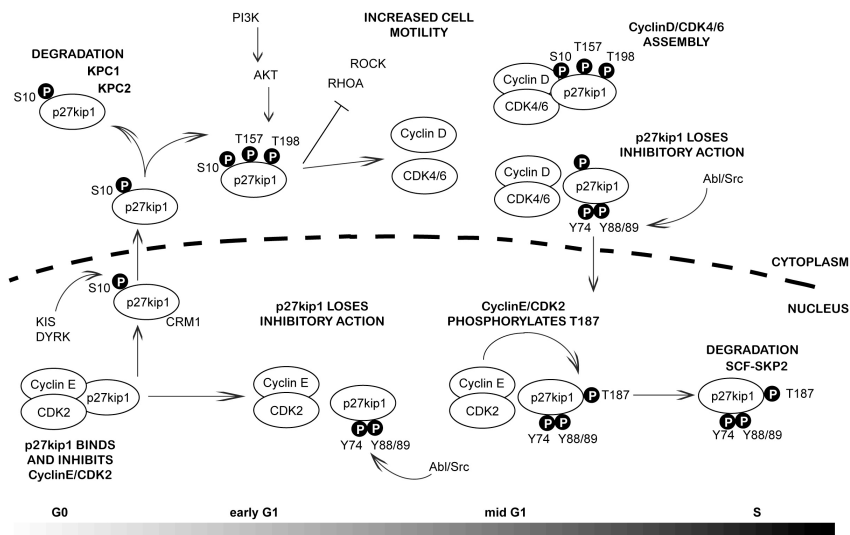 PI3K
AKT
DEGRADATION
KPC1
KPC2
S10
P
p27kip1
INCREASED CELL
MOTILITY
ROCK
RHOA
T157
T198
S10
P
P
P
p27kip1
Cyclin D
CDK4/6
CyclinD/CDK4/6
ASSEMBLY
T157
S10
T198
P
P
P
Cyclin D
p27kip1
CDK4/6
p27kip1 LOSES
INHIBITORY ACTION
P
Cyclin D
p27kip1
CDK4/6
P
P
Y74
Y88/89
Abl/Src
S10
P
p27kip1
CYTOPLASM
NUCLEUS
S10
P
p27kip1
CRM1
KIS
DYRK
Cyclin E
p27kip1
CDK2
p27kip1 BINDS
AND INHIBITS
CyclinE/CDK2
p27kip1 LOSES
INHIBITORY ACTION
Cyclin E
CDK2
p27kip1
P
P
Y74
Y88/89
Abl/Src
CyclinE/CDK2
PHOSPHORYLATES T187
Cyclin E
CDK2
p27kip1
P
T187
P
P
Y74
Y88/89
DEGRADATION
SCF-SKP2
p27kip1
P
T187
P
P
Y74
Y88/89
G0
early G1
mid G1
S